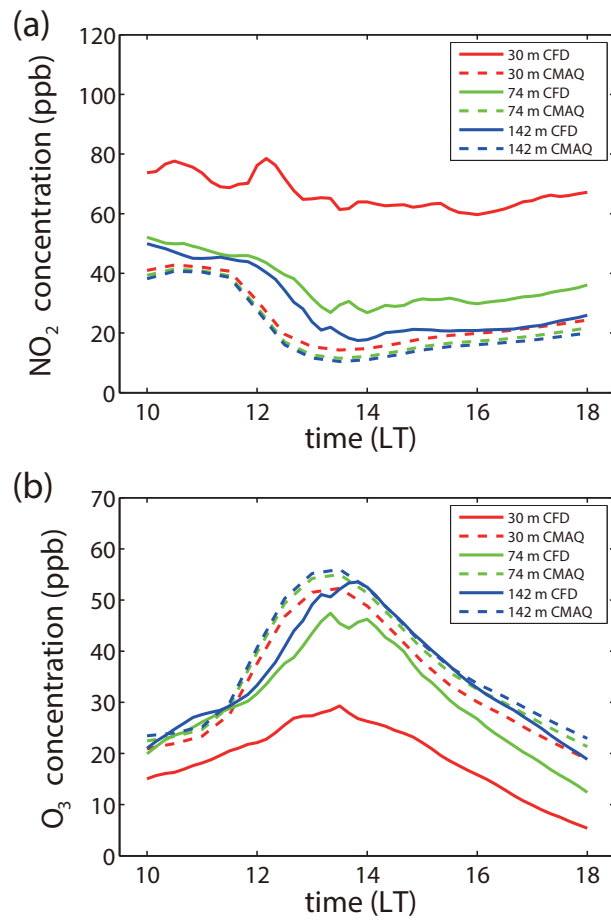 (a)
NO2 concentration (ppb)
120
100
80
60
40
20
0
30 m CFD
30 m CMAQ
74 m CFD
74 m CMAQ
142 m CFD
142 m CMAQ
10 12 14 16 18
time (LT)
(b)
O3 concentration (ppb)
70
60
50
40
30
20
10
0
30 m CFD
30 m CMAQ
74 m CFD
74 m CMAQ
142 m CFD
142 m CMAQ
10 12 14 16 18
time (LT)